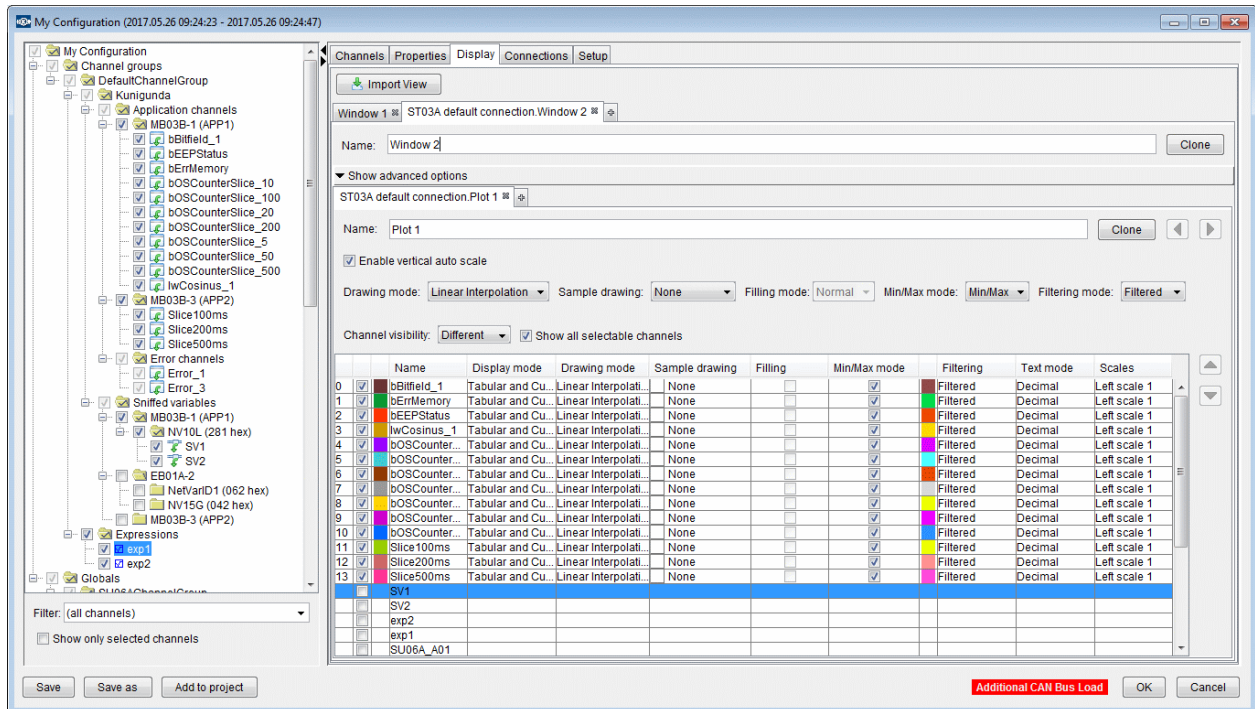 My Configuration (2017.05.26 09:24:23 - 2017.05.26 09:24:47)
My Configuration
Channel groups
DefaultChannelGroup
Kunigunda
Application channels
MB03B-1 (APP1)
bBitfield_1
bEEPStatus
bErrMemory
bOSCounterSlice_10
bOSCounterSlice_100
bOSCounterSlice_20
bOSCounterSlice_200
bOSCounterSlice_5
bOSCounterSlice_50
bOSCounterSlice_500
lwCosinus_1
MB03B-3 (APP2)
Slice100ms
Slice200ms
Slice500ms
Error channels
Error_1
Error_3
Sniffed variables
MB03B-1 (APP1)
NV10L (281 hex)
SV1
SV2
EB01A-2
NetVarID1 (062 hex)
NV15G (042 hex)
MB03B-3 (APP2)
Expressions
exp1
exp2
Globals
SU06AChannelGroup
Filter: (all channels)
Show only selected channels
Channels Properties Display Connections Setup
Import View
Window 1 ST03A default connection.Window 2
Name: Window 2 Clone
Show advanced options
ST03A default connection.Plot 1
Name: Plot 1 Clone
Enable vertical auto scale
Drawing mode: Linear Interpolation Sample drawing: None Filling mode: Normal Min/Max mode: Min/Max Filtering mode: Filtered
Channel visibility: Different Show all selectable channels
Name Display mode Drawing mode Sample drawing Filling Min/Max mode Filtering Text mode Scales
0 bBitfield_1 Tabular and Cu... Linear Interpolati... None Filtered Decimal Left scale 1
1 bErrMemory Tabular and Cu... Linear Interpolati... None Filtered Decimal Left scale 1
2 bEEPStatus Tabular and Cu... Linear Interpolati... None Filtered Decimal Left scale 1
3 lwCosinus_1 Tabular and Cu... Linear Interpolati... None Filtered Decimal Left scale 1
4 bOSCounter... Tabular and Cu... Linear Interpolati... None Filtered Decimal Left scale 1
5 bOSCounter... Tabular and Cu... Linear Interpolati... None Filtered Decimal Left scale 1
6 bOSCounter... Tabular and Cu... Linear Interpolati... None Filtered Decimal Left scale 1
7 bOSCounter... Tabular and Cu... Linear Interpolati... None Filtered Decimal Left scale 1
8 bOSCounter... Tabular and Cu... Linear Interpolati... None Filtered Decimal Left scale 1
9 bOSCounter... Tabular and Cu... Linear Interpolati... None Filtered Decimal Left scale 1
10 bOSCounter... Tabular and Cu... Linear Interpolati... None Filtered Decimal Left scale 1
11 Slice100ms Tabular and Cu... Linear Interpolati... None Filtered Decimal Left scale 1
12 Slice200ms Tabular and Cu... Linear Interpolati... None Filtered Decimal Left scale 1
13 Slice500ms Tabular and Cu... Linear Interpolati... None Filtered Decimal Left scale 1
SV1
SV2
exp2
exp1
SU06A_A01
Save Save as Add to project Additional CAN Bus Load OK Cancel